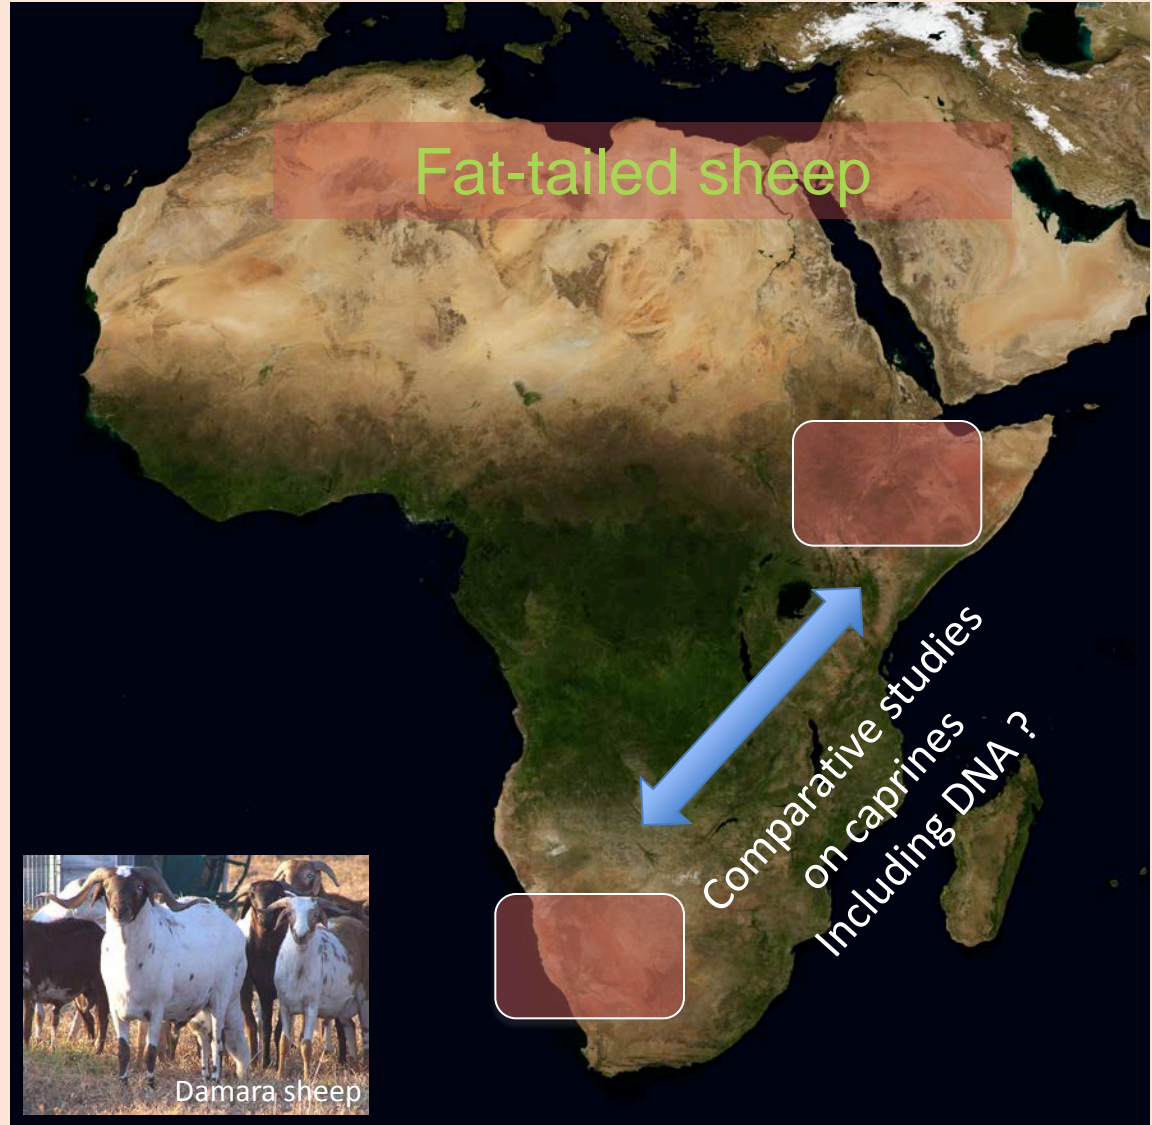 Fat-tailed sheep
Comparative studies
on caprines
Including DNA ?
Damara sheep